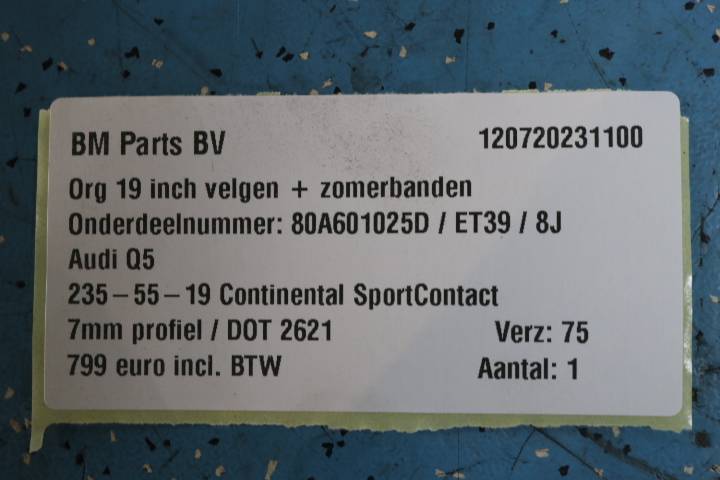 BM Parts BV 120720231100
Org 19 inch velgen + zomerbanden
Onderdeelnummer: 80A601025D / ET39 / 8J
Audi Q5
235-55-19 Continental SportContact
7mm profiel / DOT 2621 Verz: 75
799 euro incl. BTW Aantal: 1